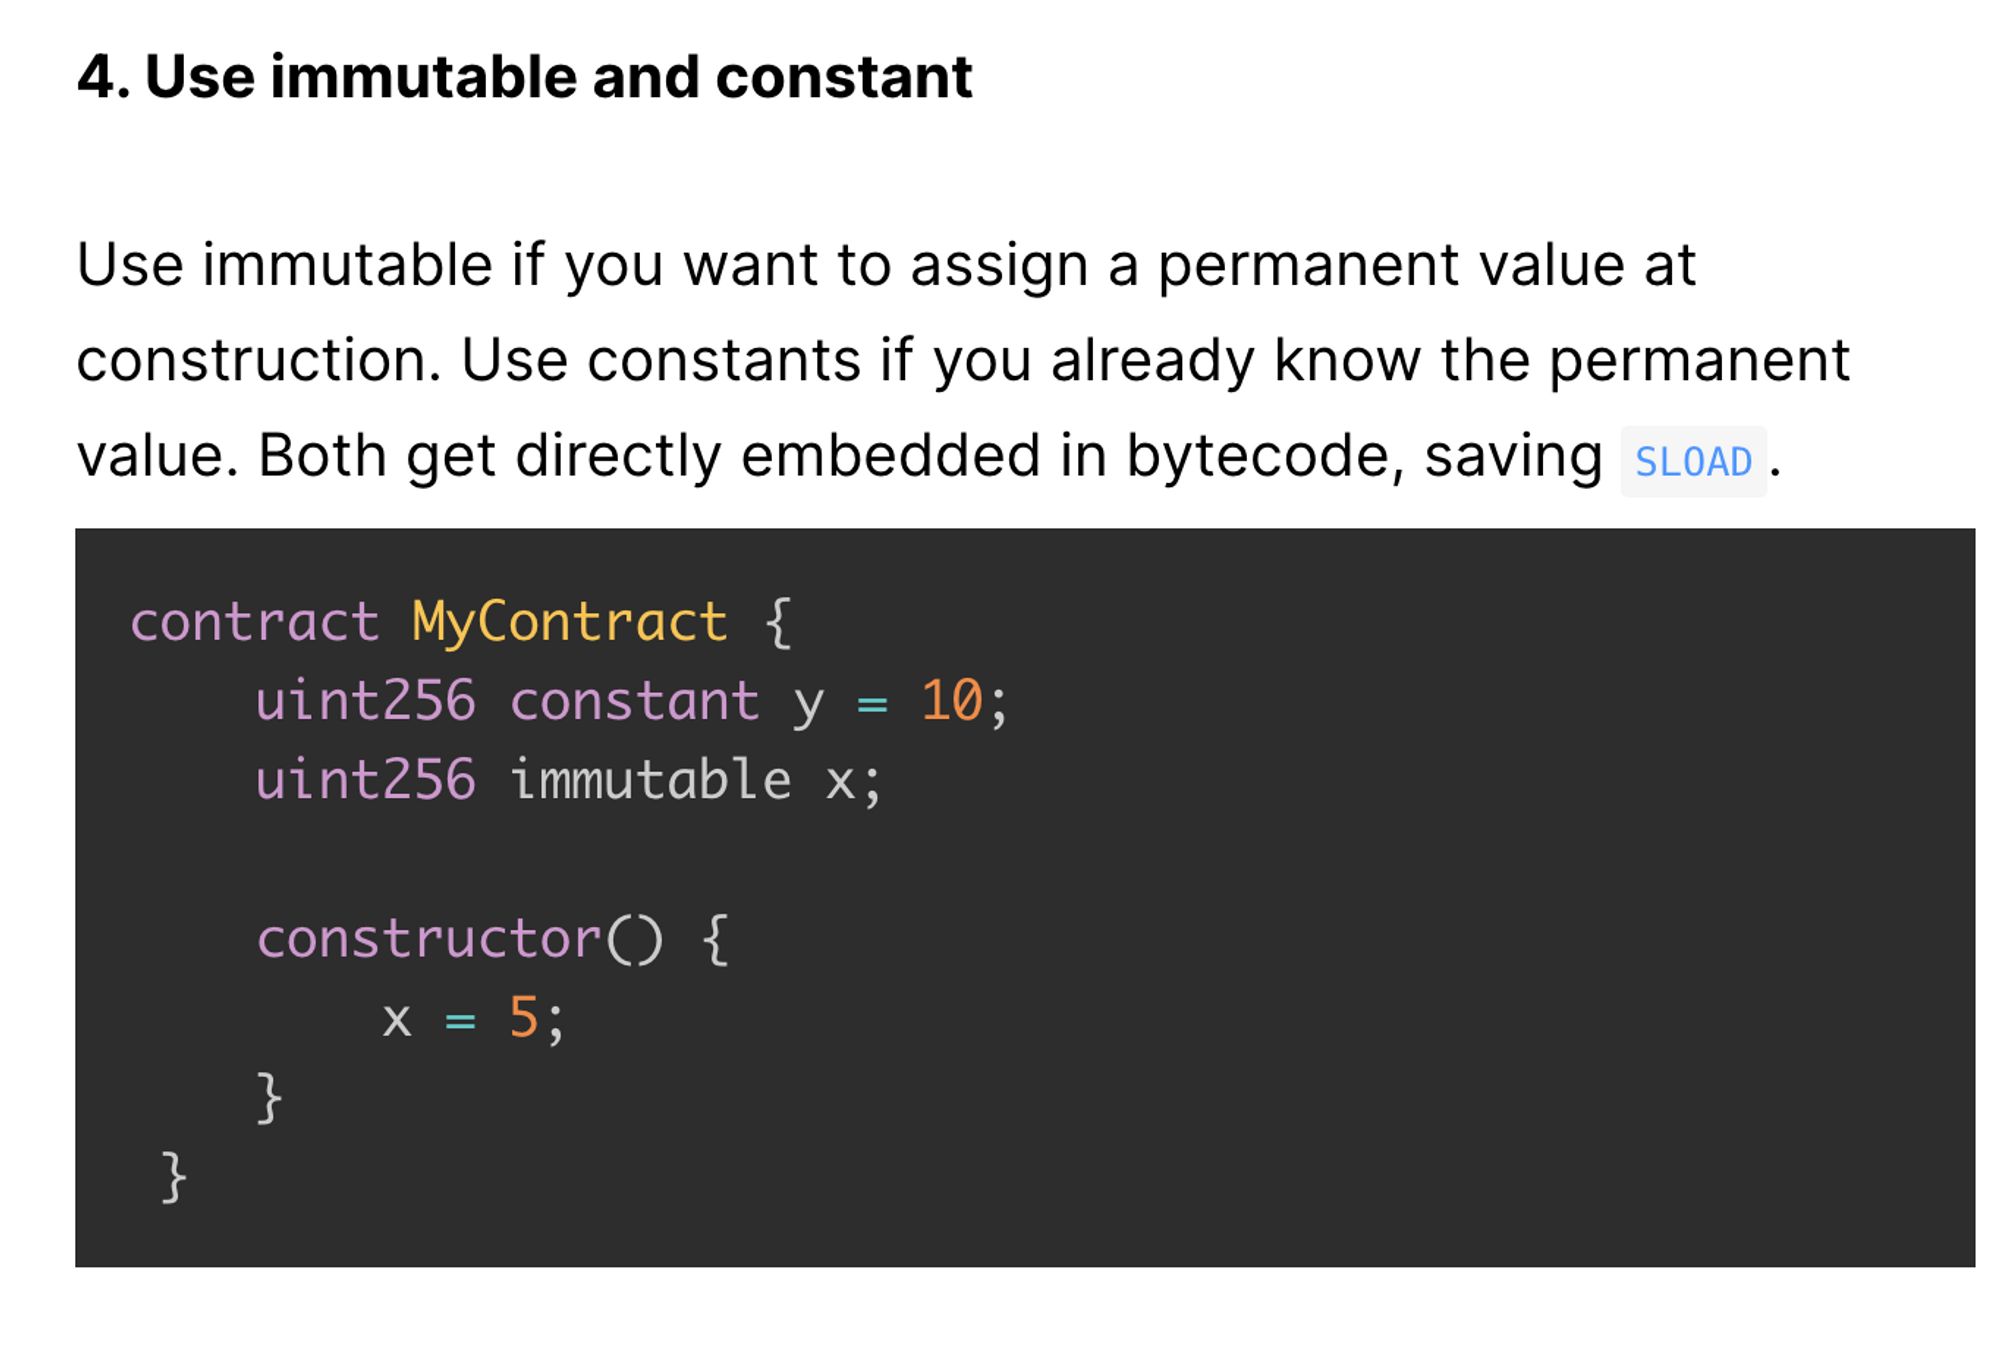 4. Use immutable and constant
Use immutable if you want to assign a permanent value at
construction. Use constants if you already know the permanent
value. Both get directly embedded in bytecode, saving SLOAD.
contract MyContract {
    uint256 constant y = 10;
    uint256 immutable x;
    constructor() {
        x = 5;
    }
 }